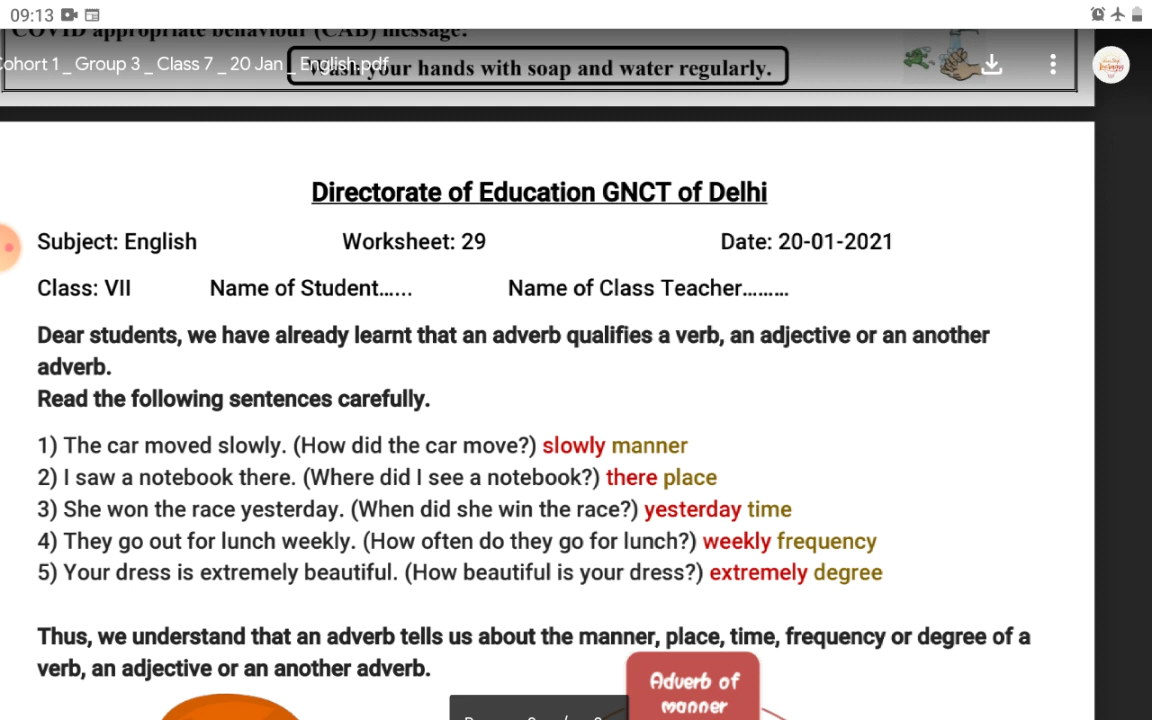 09:13
COVID appropriate behaviour (CAB) message:
Cohort 1 _ Group 3 _ Class 7 _ 20 Jan _ English.pdf
Wash your hands with soap and water regularly.
Directorate of Education GNCT of Delhi
Subject: English Worksheet: 29 Date: 20-01-2021
Class: VII Name of Student...... Name of Class Teacher.........
Dear students, we have already learnt that an adverb qualifies a verb, an adjective or an another
adverb.
Read the following sentences carefully.
1) The car moved slowly. (How did the car move?) slowly manner
2) I saw a notebook there. (Where did I see a notebook?) there place
3) She won the race yesterday. (When did she win the race?) yesterday time
4) They go out for lunch weekly. (How often do they go for lunch?) weekly frequency
5) Your dress is extremely beautiful. (How beautiful is your dress?) extremely degree
Thus, we understand that an adverb tells us about the manner, place, time, frequency or degree of a
verb, an adjective or an another adverb.
Adverb of
manner